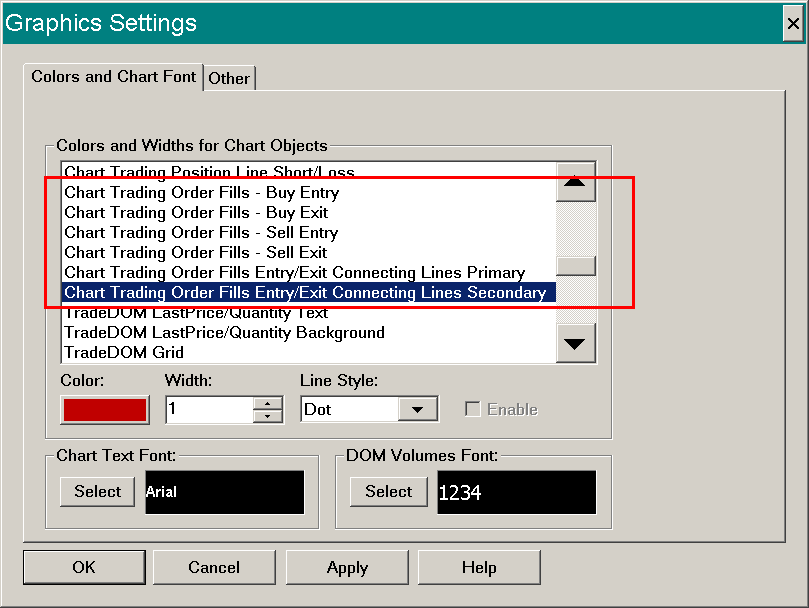 Graphics Settings
Colors and Chart Font
Other
Colors and Widths for Chart Objects
Chart Trading Position Line Short/Loss
Chart Trading Order Fills - Buy Entry
Chart Trading Order Fills - Buy Exit
Chart Trading Order Fills - Sell Entry
Chart Trading Order Fills - Sell Exit
Chart Trading Order Fills Entry/Exit Connecting Lines Primary
Chart Trading Order Fills Entry/Exit Connecting Lines Secondary
TradeDOM LastPrice/Quantity Text
TradeDOM LastPrice/Quantity Background
TradeDOM Grid
Color: Width: Line Style:
1 Dot Enable
Chart Text Font: DOM Volumes Font:
Select Arial Select 1234
OK Cancel Apply Help